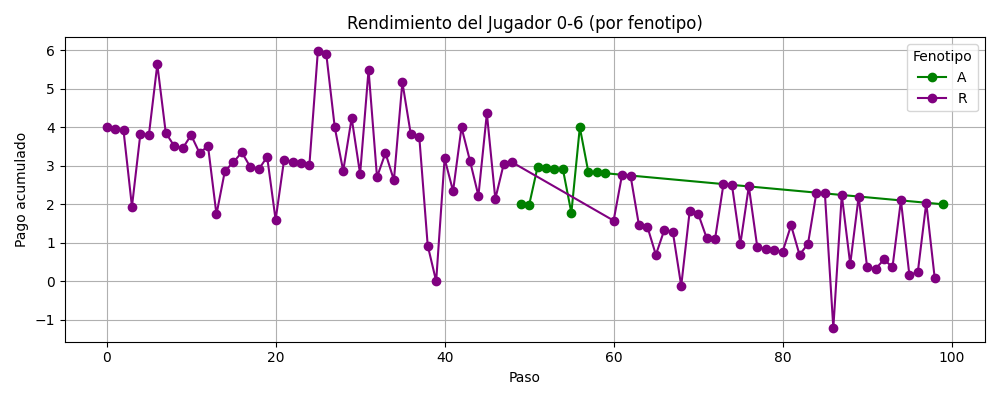 Rendimiento del Jugador 0-6 (por fenotipo)
Pago acumulado
6
5
4
3
2
1
0
−1
0 20 40 60 80 100
Paso
Fenotipo
A
R